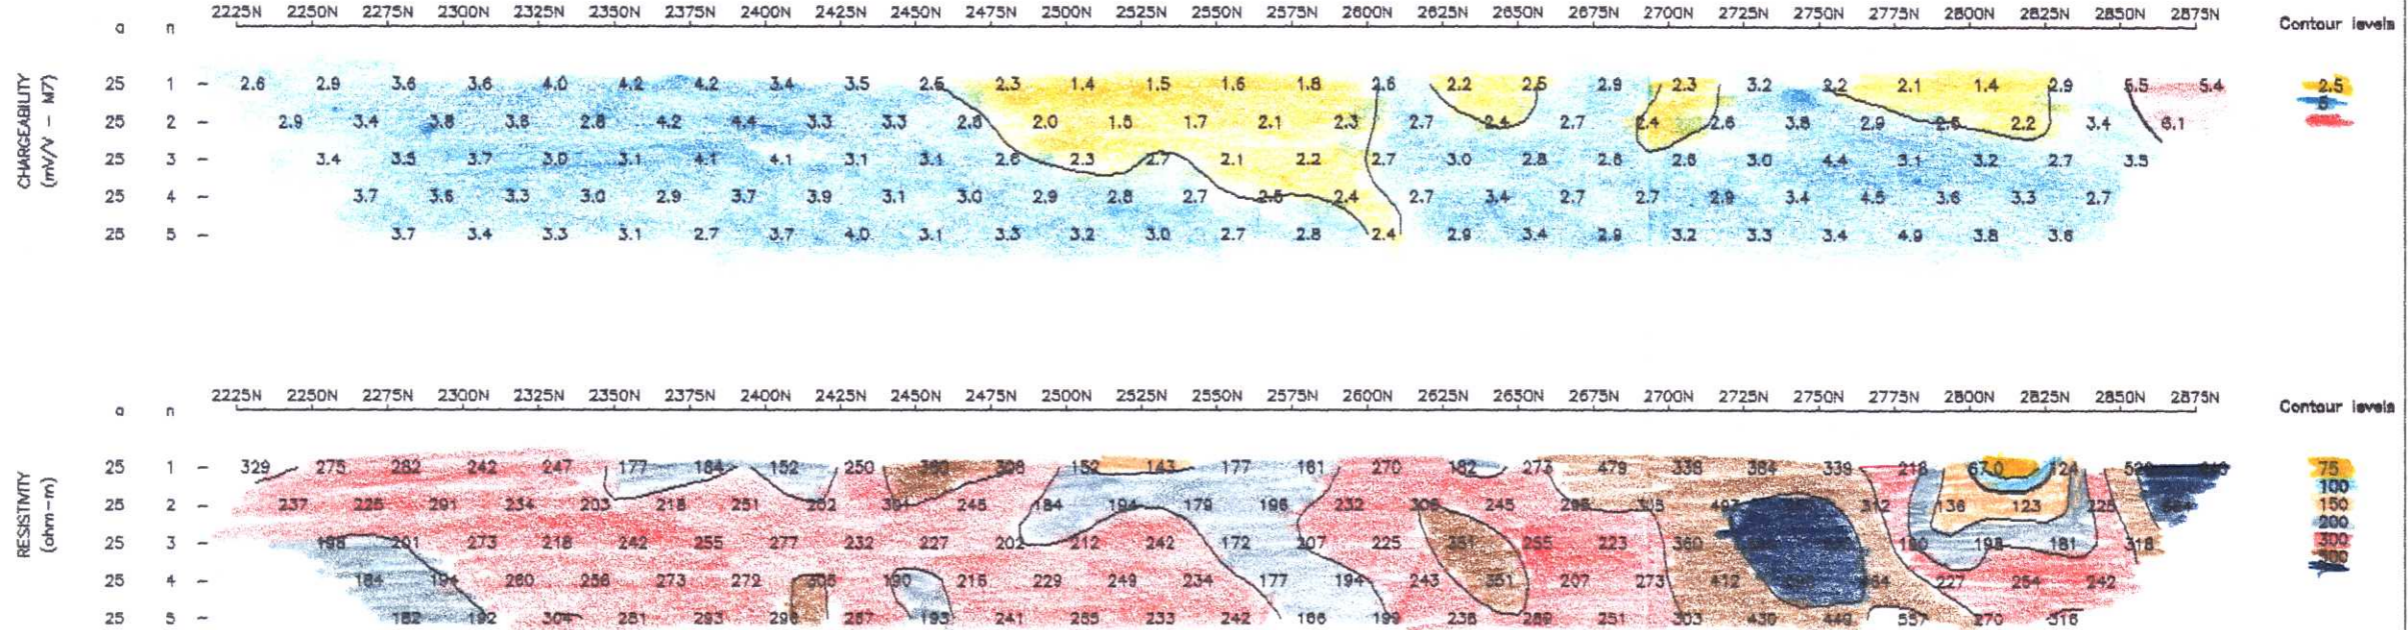 2225N 2250N 2275N 2300N 2325N 2350N 2375N 2400N 2425N 2450N 2475N 2500N 2525N 2550N 2575N 2600N 2625N 2650N 2675N 2700N 2725N 2750N 2775N 2800N 2825N 2850N 2875N
Contour levels
a n
CHARGEABILITY
(mV/V - M7)
25 1 2.6 2.9 3.6 3.6 4.0 4.2 4.2 3.4 3.5 2.6 2.3 1.4 1.5 1.6 1.8 2.6 2.2 2.5 2.9 2.3 3.2 2.2 2.1 1.4 2.9 5.5 5.4
25 2 2.9 3.4 3.8 3.8 2.8 4.2 4.4 3.3 3.3 2.8 2.0 1.7 2.1 2.3 2.7 2.4 2.7 2.4 2.6 3.8 2.9 2.2 3.4 6.1
25 3 3.4 3.5 3.7 3.0 3.1 4.1 4.1 3.1 3.1 2.6 2.3 2.7 2.1 2.2 2.7 3.0 2.8 2.6 2.6 3.0 4.4 3.1 3.2 2.7 3.5
25 4 3.7 3.6 3.3 3.0 2.9 3.7 3.9 3.1 3.0 2.9 2.8 2.7 2.6 2.4 2.7 3.4 2.7 2.7 2.9 3.4 4.5 3.6 3.3 2.7
25 5 3.7 3.4 3.3 3.1 2.7 3.7 4.0 3.1 3.3 3.2 3.0 2.7 2.8 2.4 2.9 3.4 2.9 3.2 3.3 3.4 4.9 3.8 3.6
2.5
5
2225N 2250N 2275N 2300N 2325N 2350N 2375N 2400N 2425N 2450N 2475N 2500N 2525N 2550N 2575N 2600N 2625N 2650N 2675N 2700N 2725N 2750N 2775N 2800N 2825N 2850N 2875N
Contour levels
a n
RESISTIVITY
(ohm-m)
25 1 329 275 282 242 247 177 184 152 250 360 308 152 143 177 161 270 182 273 479 338 384 339 218 67.0 124
25 2 237 225 291 234 203 218 251 202 301 245 184 194 179 196 232 306 245 296 305 407 312 136 123 225
25 3 198 201 273 218 242 255 277 232 227 202 212 242 172 207 225 223 360 190 198 181 318
25 4 184 194 260 256 273 272 305 190 216 229 249 234 177 194 243 351 207 273 412 227 254 242
25 5 182 192 304 281 293 296 267 193 241 233 242 186 199 236 251 303 430 449 557 270 316
75
100
150
200
300